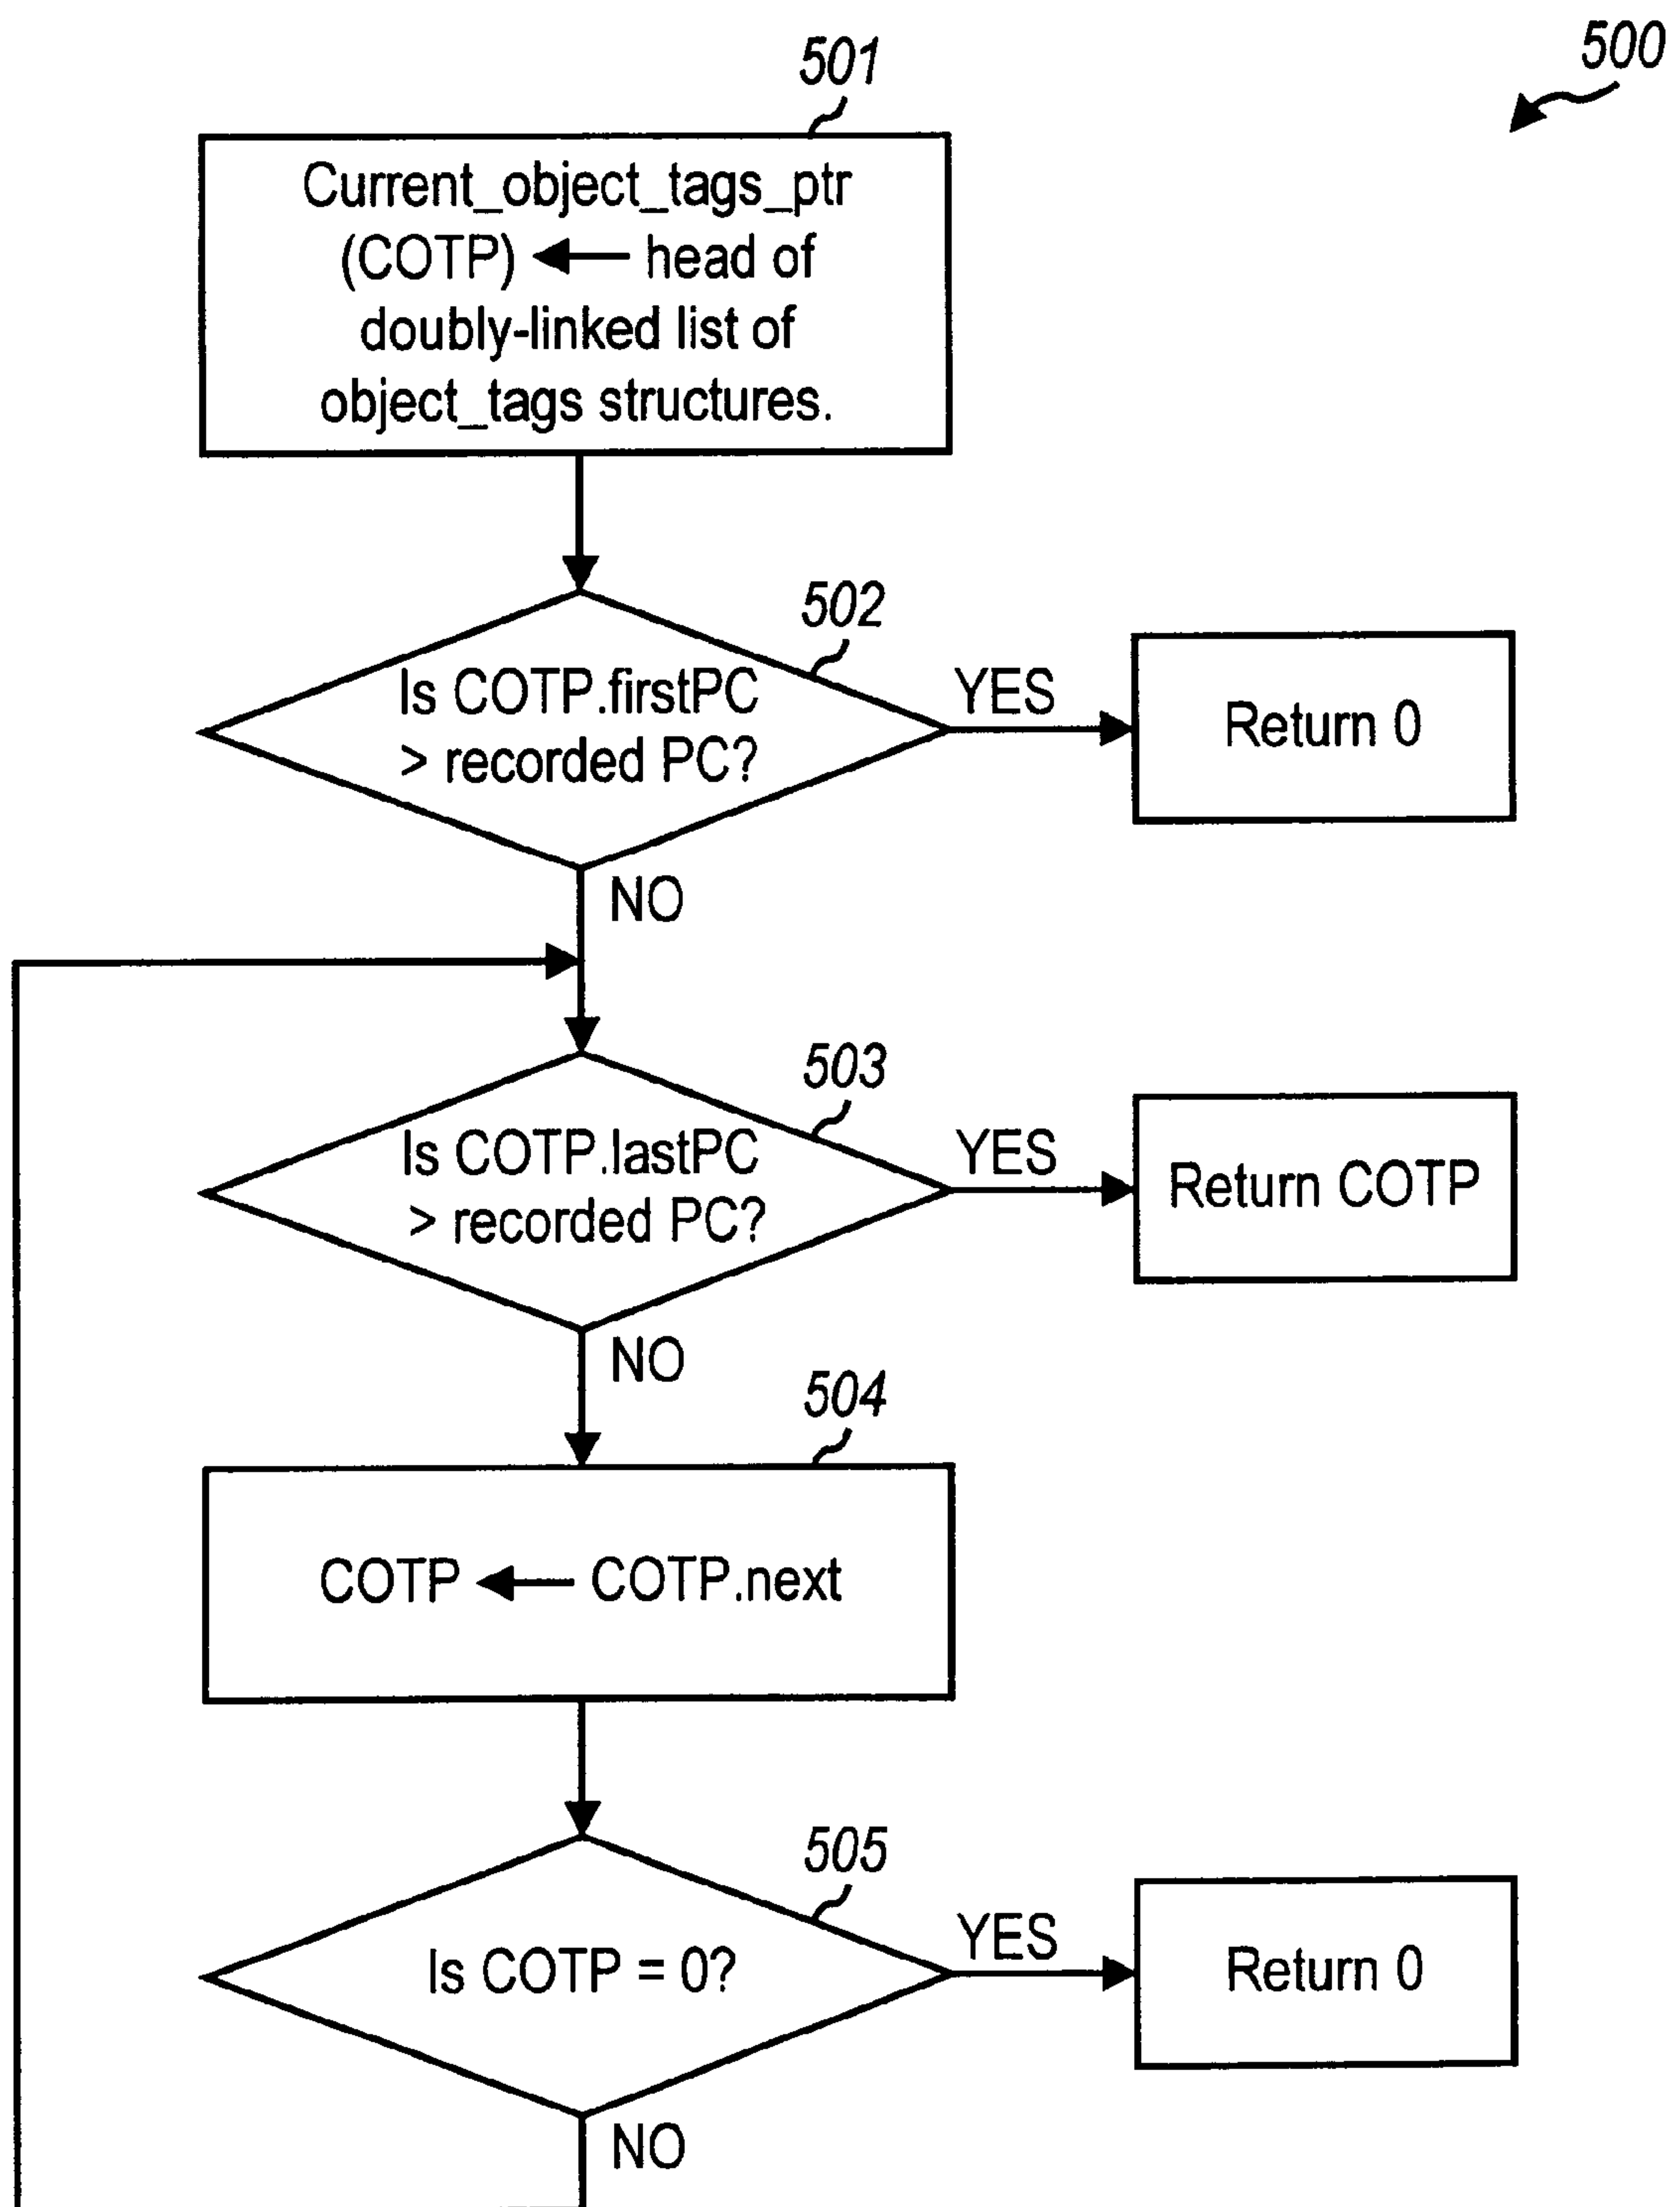 500
501
Current_object_tags_ptr
(COTP) ← head of
doubly-linked list of
object_tags structures.
502
Is COTP.firstPC
> recorded PC?
YES
Return 0
NO
503
Is COTP.lastPC
> recorded PC?
YES
Return COTP
NO
504
COTP ← COTP.next
505
Is COTP = 0?
YES
Return 0
NO